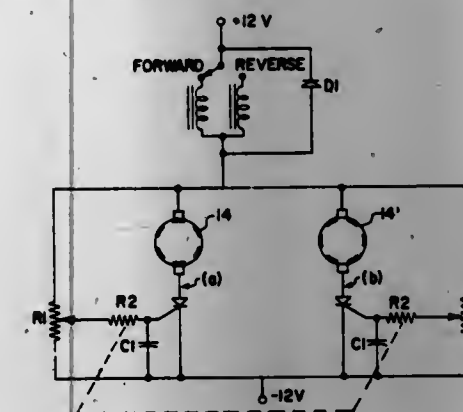 +12 V
FORWARD REVERSE
D1
14 14'
(a) (b)
R1 R2 R2
C1 C1
-12V